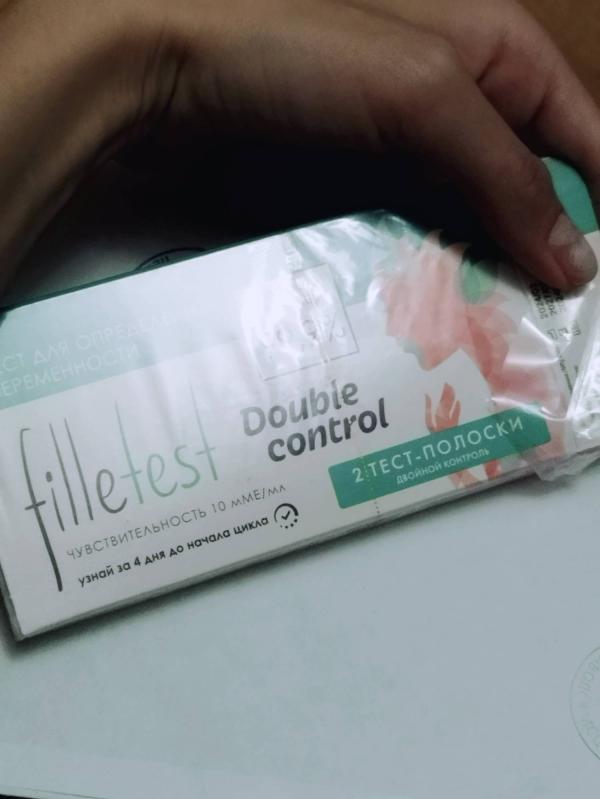 ТЕСТ ДЛЯ ОПРЕДЕЛЕНИЯ
БЕРЕМЕННОСТИ
filletest
Double
control
2 ТЕСТ-ПОЛОСКИ
ДВОЙНОЙ КОНТРОЛЬ
ЧУВСТВИТЕЛЬНОСТЬ 10 мМЕ/мл
узнай за 4 дня до начала цикла